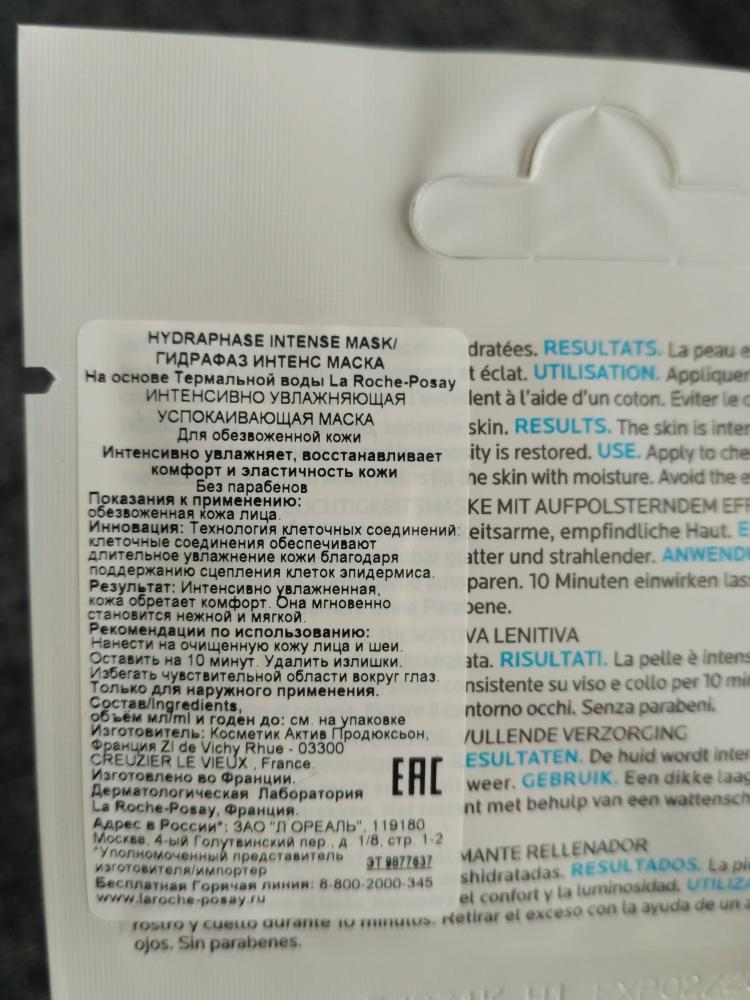 HYDRAPHASE INTENSE MASK/
ГИДРАФАЗ ИНТЕНС МАСКА
На основе Термальной воды La Roche-Posay
ИНТЕНСИВНО УВЛАЖНЯЮЩАЯ
УСПОКАИВАЮЩАЯ МАСКА
Для обезвоженной кожи
Интенсивно увлажняет, восстанавливает
комфорт и эластичность кожи
Без парабенов
Показания к применению:
обезвоженная кожа лица.
Инновация: Технология клеточных соединений:
клеточные соединения обеспечивают
длительное увлажнение кожи благодаря
поддержанию сцепления клеток эпидермиса.
Результат: Интенсивно увлажненная,
кожа обретает комфорт. Она мгновенно
становится нежной и мягкой.
Рекомендации по использованию:
Нанести на очищенную кожу лица и шеи.
Оставить на 10 минут. Удалить излишки.
Избегать чувствительной области вокруг глаз.
Только для наружного применения.
Состав/Ingredients,
объём мл/ml и годен до: см. на упаковке
Изготовитель: Косметик Актив Продюксьон,
Франция ZI de Vichy Rhue - 03300
CREUZIER LE VIEUX , France.
Изготовлено во Франции.
Дерматологическая Лаборатория
La Roche-Posay, Франция.
EAC
Адрес в России*: ЗАО "Л ОРЕАЛЬ", 119180
Москва, 4-ый Голутвинский пер., д. 1/8, стр. 1-2
*Уполномоченный представитель
изготовителя/импортер
ЭТ 9877637
Бесплатная Горячая линия: 8-800-2000-345
www.laroche-posay.ru
dratées. RESULTATS. La peau e
t éclat. UTILISATION. Appliquer
lent à l'aide d'un coton. Eviter le c
skin. RESULTS. The skin is inter
ity is restored. USE. Apply to che
he skin with moisture. Avoid the e
KE MIT AUFPOLSTERNDEM EFF
eitsarme, empfindliche Haut. E
atter und strahlender. ANWEND
paren. 10 Minuten einwirken las
bene.
VA LENITIVA
ata. RISULTATI. La pelle è intens
nsistente su viso e collo per 10 min
ntorno occhi. Senza parabeni.
VULLENDE VERZORGING
ESULTATEN. De huid wordt inten
weer. GEBRUIK. Een dikke laag
nt met behulp van een wattensch
MANTE RELLENADOR
shidratadas. RESULTADOS. La pi
el confort y la luminosidad. UTILIZA
rostro y cuello durante 10 minutos. Retirar el exceso con la ayuda de un a
ojos. Sin parabenes.